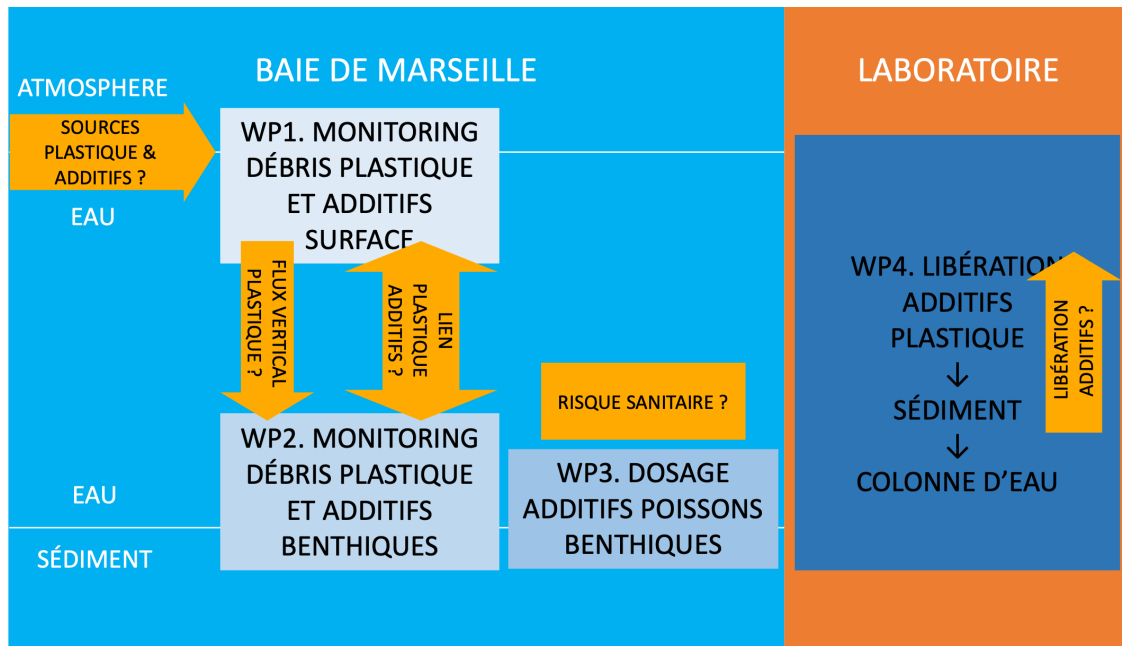 BAIE DE MARSEILLE
LABORATOIRE
ATMOSPHERE
SOURCES
PLASTIQUE &
ADDITIFS ?
EAU
WP1. MONITORING
DÉBRIS PLASTIQUE
ET ADDITIFS
SURFACE
FLUX VERTICAL
PLASTIQUE ?
LIEN
PLASTIQUE
ADDITIFS ?
RISQUE SANITAIRE ?
WP2. MONITORING
DÉBRIS PLASTIQUE
ET ADDITIFS
BENTHIQUES
WP3. DOSAGE
ADDITIFS POISSONS
BENTHIQUES
EAU
SÉDIMENT
WP4. LIBÉRATION
ADDITIFS
PLASTIQUE
↓
SÉDIMENT
↓
COLONNE D'EAU
LIBÉRATION
ADDITIFS ?